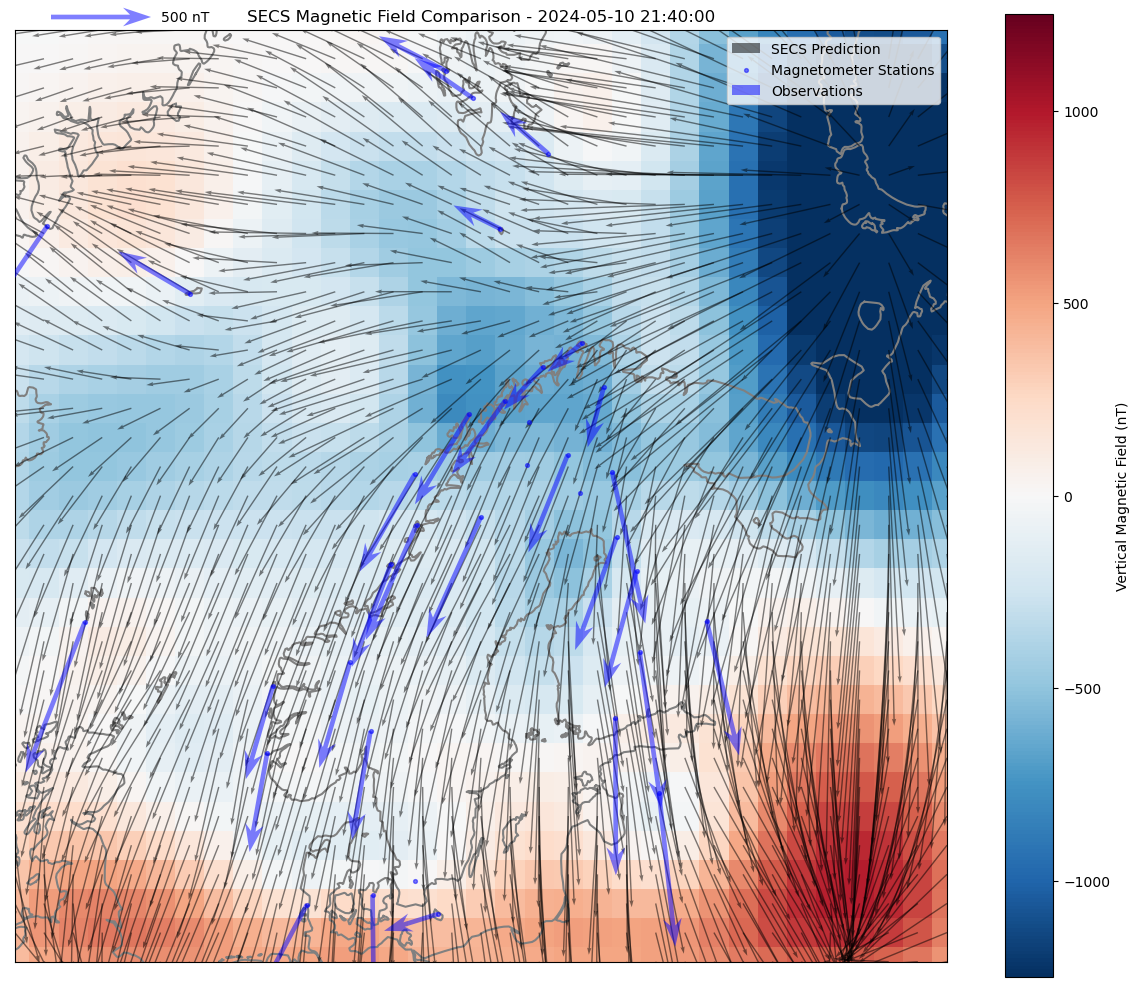 500 nT
SECS Magnetic Field Comparison - 2024-05-10 21:40:00
SECS Prediction
Magnetometer Stations
Observations
1000
500
0
−500
−1000
Vertical Magnetic Field (nT)